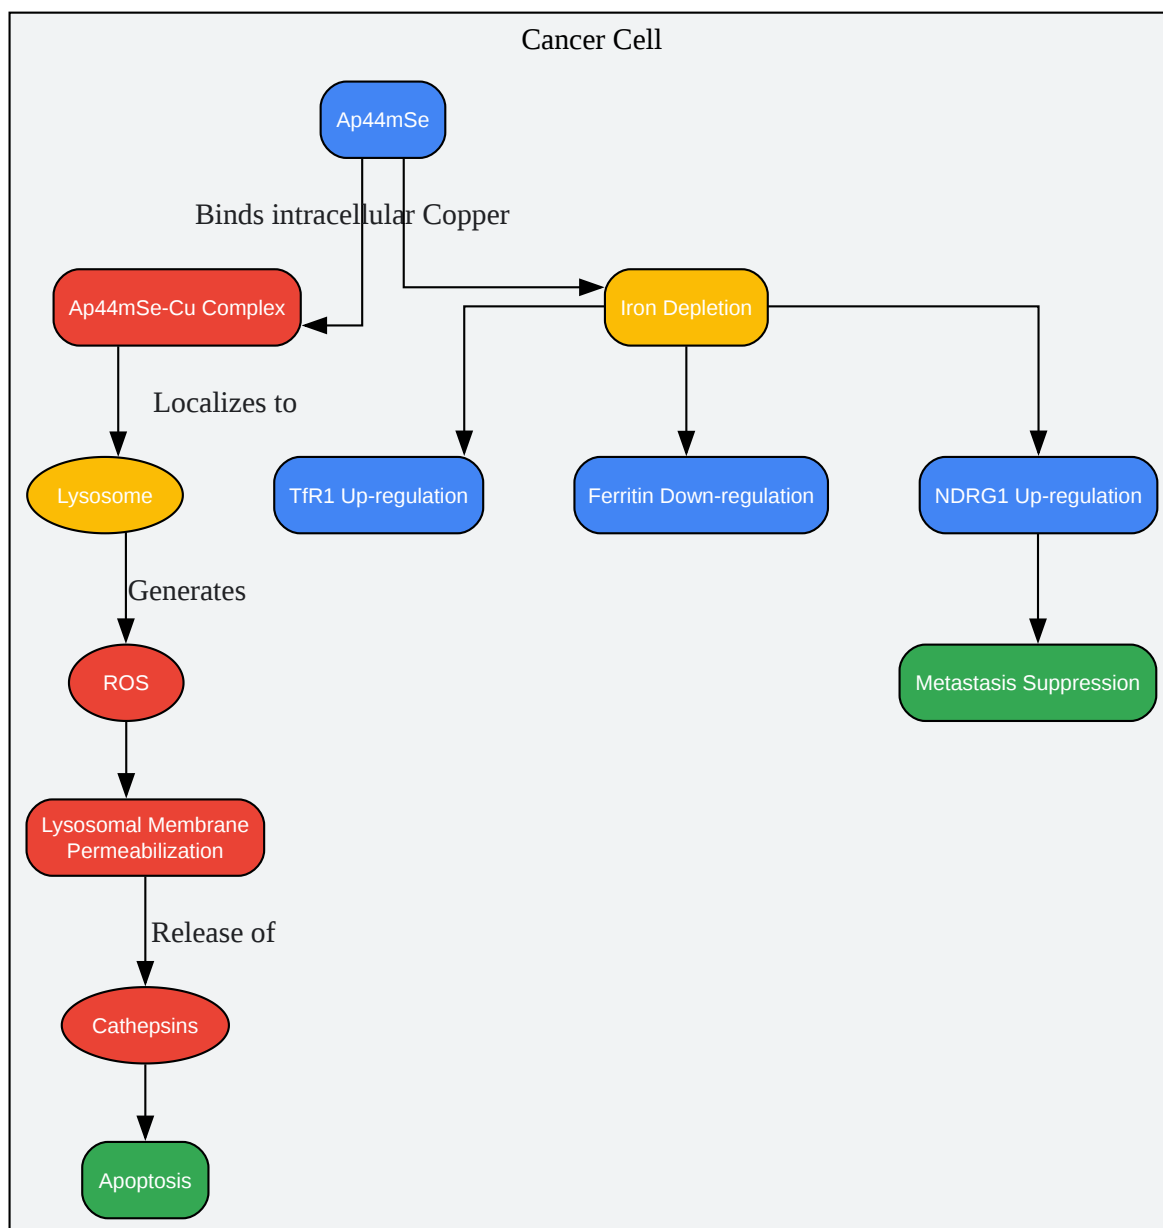 Cancer Cell
Ap44mSe
Binds intracellular Copper
Ap44mSe-Cu Complex
Iron Depletion
Localizes to
Lysosome
TfR1 Up-regulation
Ferritin Down-regulation
NDRG1 Up-regulation
Generates
ROS
Metastasis Suppression
Lysosomal Membrane
Permeabilization
Release of
Cathepsins
Apoptosis